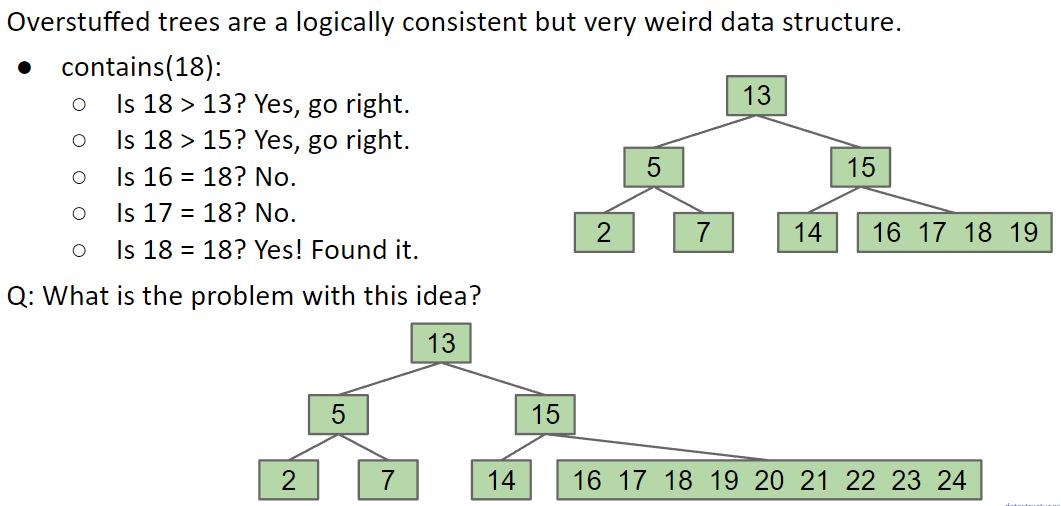 Overstuffed trees are a logically consistent but very weird data structure.
● contains(18):
○ Is 18 > 13? Yes, go right.
○ Is 18 > 15? Yes, go right.
○ Is 16 = 18? No.
○ Is 17 = 18? No.
○ Is 18 = 18? Yes! Found it.
13
5 15
2 7 14 16 17 18 19
Q: What is the problem with this idea?
13
5 15
2 7 14 16 17 18 19 20 21 22 23 24